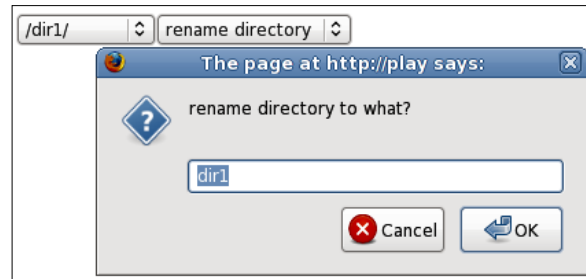 /dir1/ rename directory
The page at http://play says:
rename directory to what?
dir1
Cancel OK